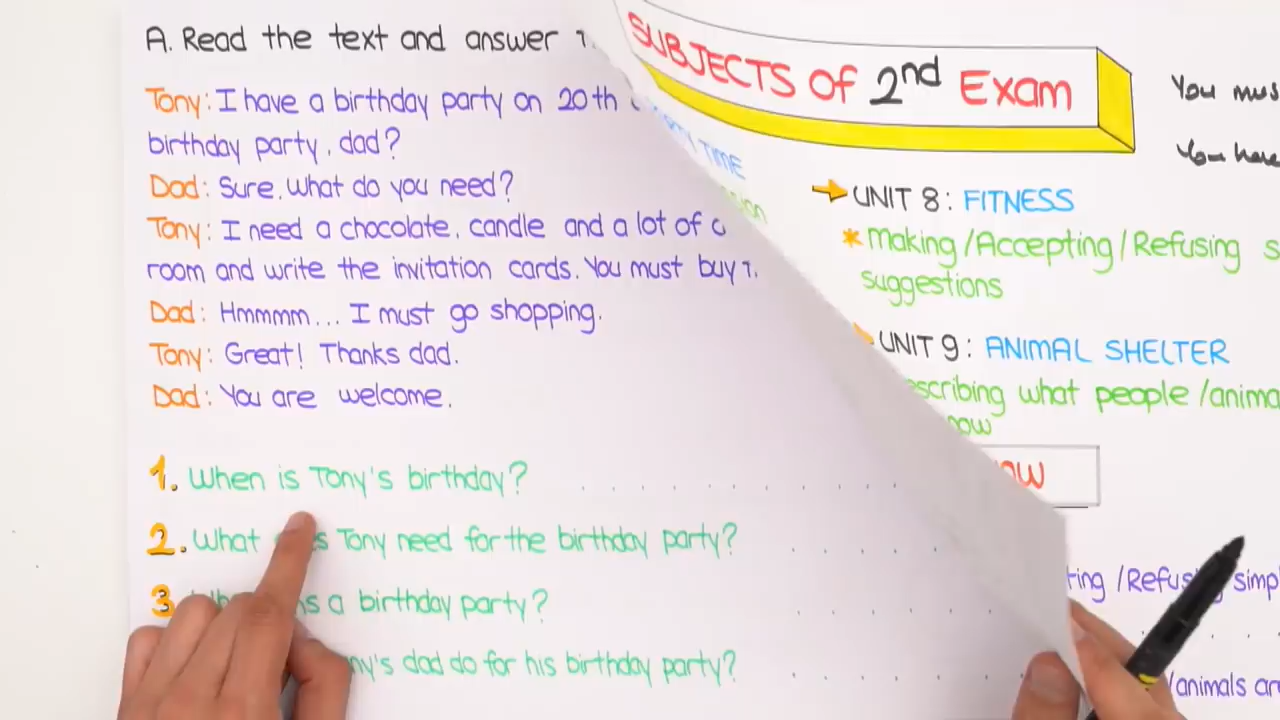 A. Read the text and answer
Tony: I have a birthday party on 20th
birthday party, dad?
Dad: Sure. What do you need?
Tony: I need a chocolate, candle and a lot of
room and write the invitation cards. You must buy
Dad: Hmmmm... I must go shopping.
Tony: Great! Thanks dad.
Dad: You are welcome.
1. When is Tony's birthday? . . . . . . . . .
2. What Tony need for the birthday party? . . . .
3. a birthday party? . . . .
dad do for his birthday party? . . . . .
SUBJECTS Of 2nd Exam
TIME
UNIT 8: FITNESS
* Making /Accepting /Refusing
suggestions
UNIT 9: ANIMAL SHELTER
what people /
/
/animals
You
You have